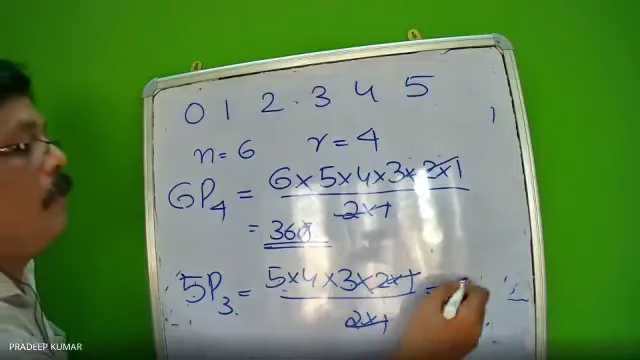 0 1 2 3 4 5
n = 6 r = 4
6P4 = 6×5×4×3×2×1
2×1
= 360
5P3 = 5×4×3×2×1 =
2×1
PRADEEP KUMAR